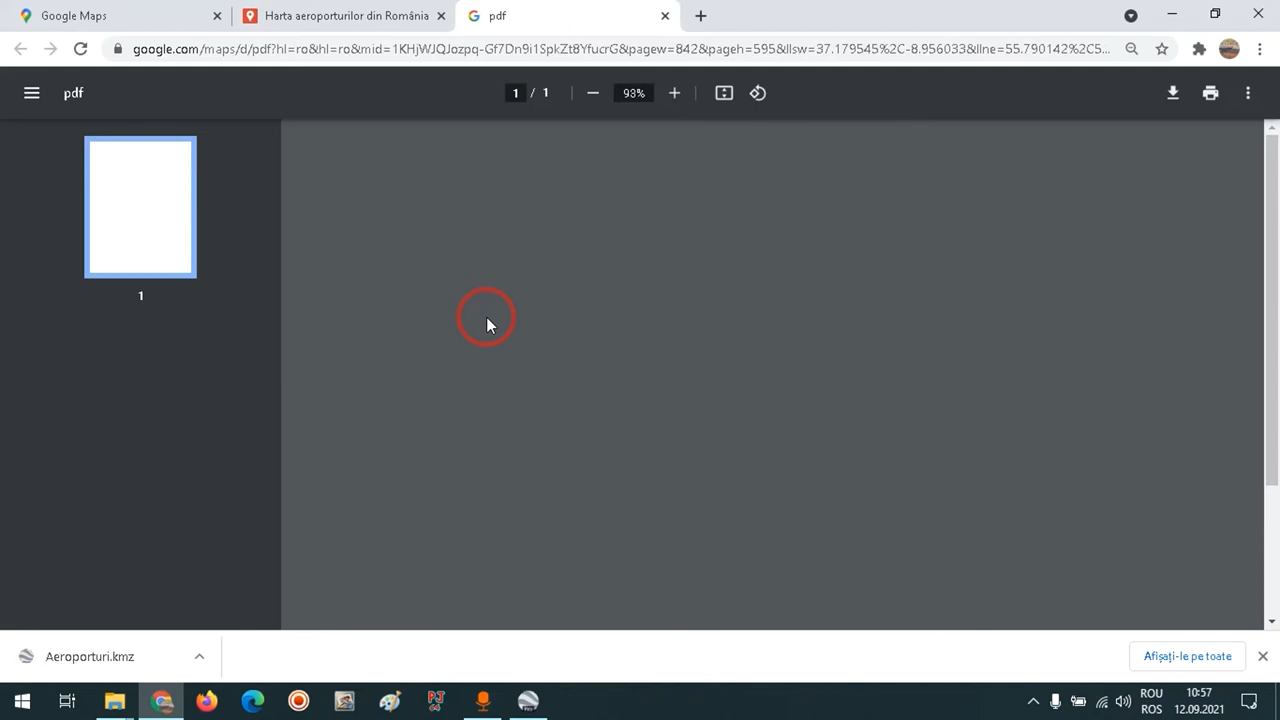 Google Maps
Harta aeroporturilor din România
pdf
google.com/maps/d/pdf?hl=ro&hl=ro&mid=1KHjWJQJozpq-Gf7Dn9i1SpkZt8YfucrG&pagew=842&pageh=595&llsw=37.179545%2C-8.956033&llne=55.790142%2C5...
pdf
1 / 1
93%
1
Aeroporturi.kmz
Afișați-le pe toate
ROU
ROS
10:57
12.09.2021